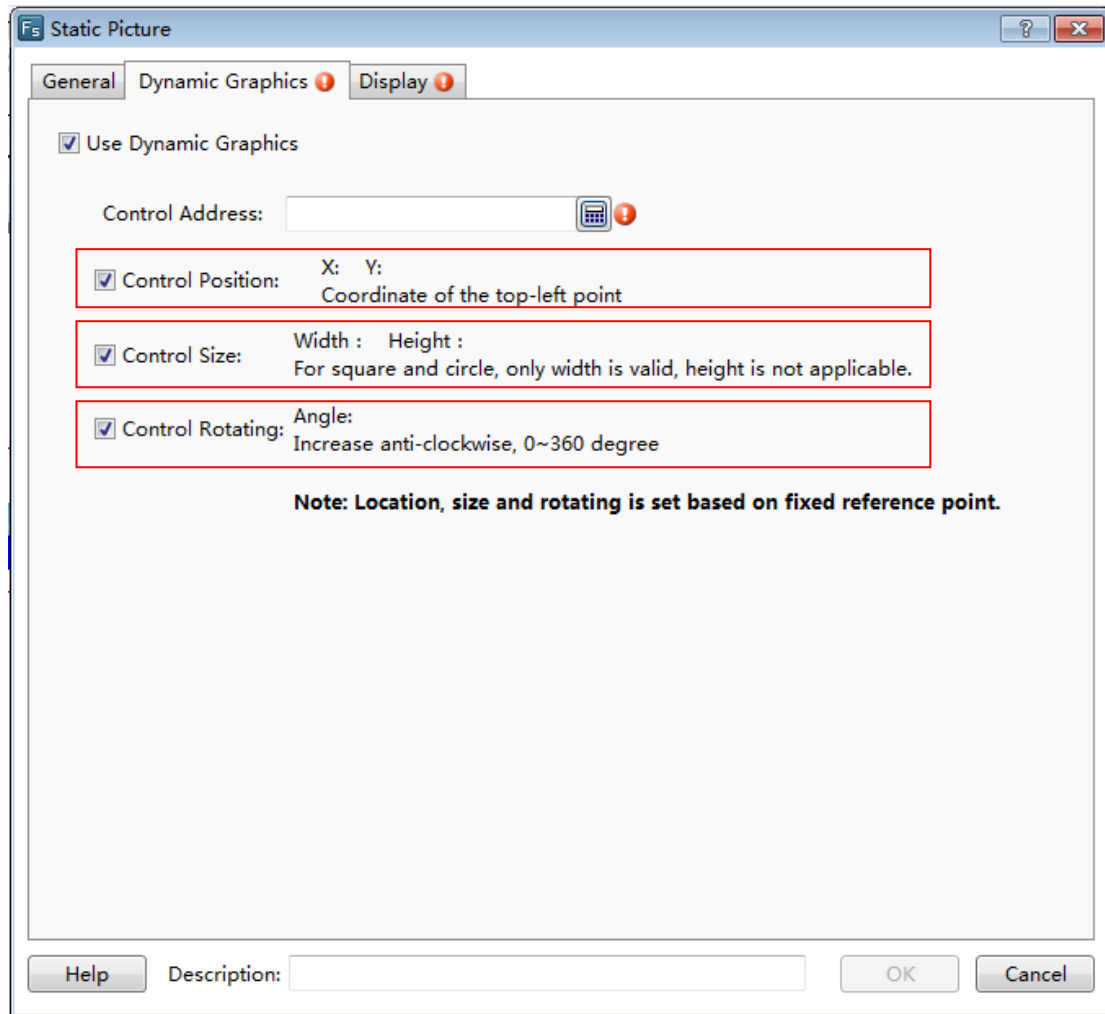 Fs Static Picture
General Dynamic Graphics Display
Use Dynamic Graphics
Control Address:
Control Position: X: Y:
Coordinate of the top-left point
Control Size: Width : Height :
For square and circle, only width is valid, height is not applicable.
Control Rotating: Angle:
Increase anti-clockwise, 0~360 degree
Note: Location, size and rotating is set based on fixed reference point.
Help Description: OK Cancel